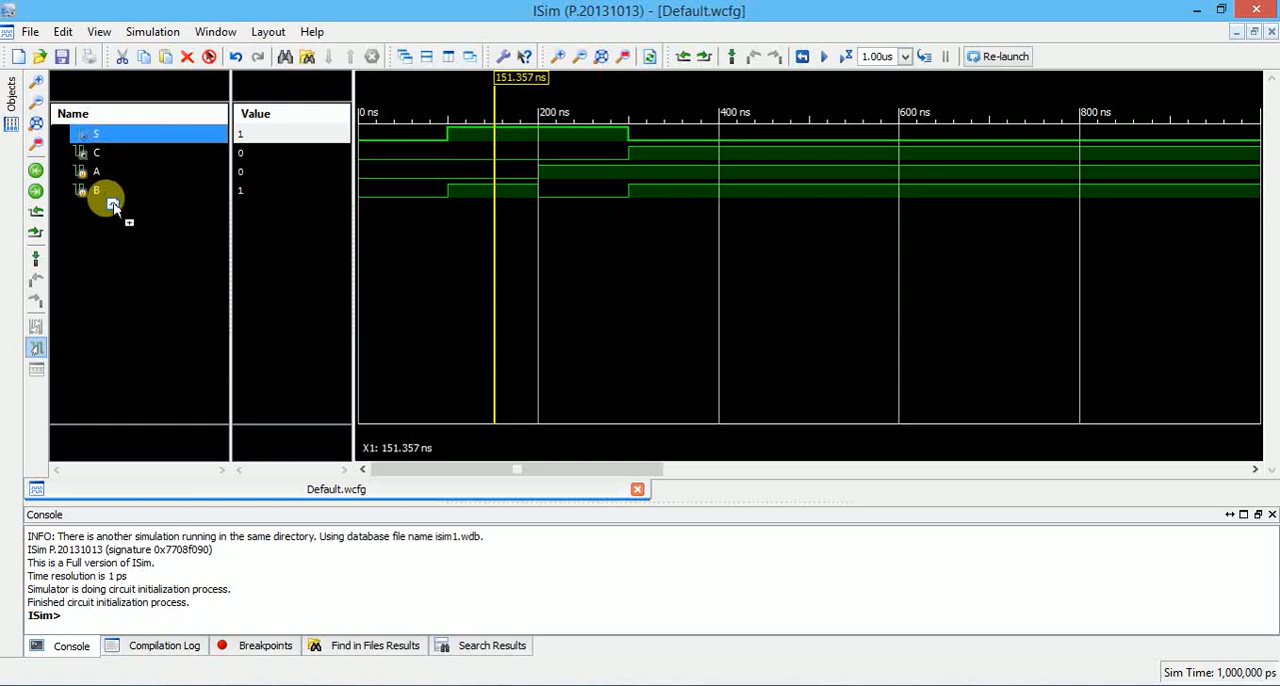 ISim (P.20131013) - [Default.wcfg]
File Edit View Simulation Window Layout Help
1.00us
Re-launch
Objects
151.357 ns
Name
Value
0 ns
200 ns
400 ns
600 ns
800 ns
S
1
C
0
A
0
B
1
X1: 151.357 ns
Default.wcfg
Console
INFO: There is another simulation running in the same directory. Using database file name isim1.wdb.
ISim P.20131013 (signature 0x7708f090)
This is a Full version of ISim.
Time resolution is 1 ps
Simulator is doing circuit initialization process.
Finished circuit initialization process.
ISim>
Console
Compilation Log
Breakpoints
Find in Files Results
Search Results
Sim Time: 1,000,000 ps